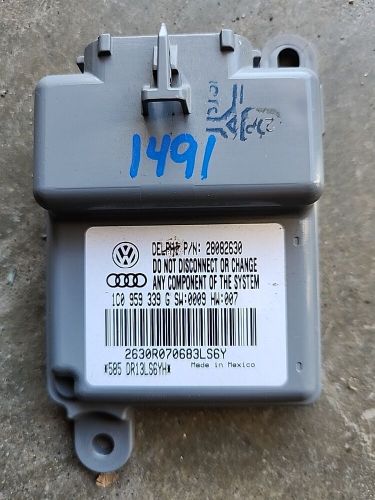 1491
DELPHI P/N: 28082630
DO NOT DISCONNECT OR CHANGE
ANY COMPONENT OF THE SYSTEM
1C0 959 339 G SW:0009 HW:007
2630R070683LS6Y
*505 DR13LS6YH* Made in Mexico